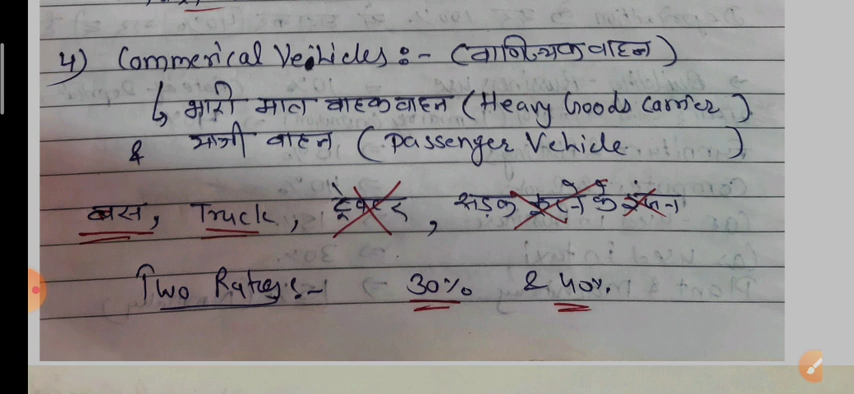 4) Commerical Vehicles :- (वाणिज्यिक वाहन)
↳ भारी माल वाहक वाहन (Heavy Goods Carrier)
& यात्री वाहन (Passenger Vehicle)
बस, Truck, ट्रेक्टर, सड़क के इंजन
Two Rates :- 30% & 40%.